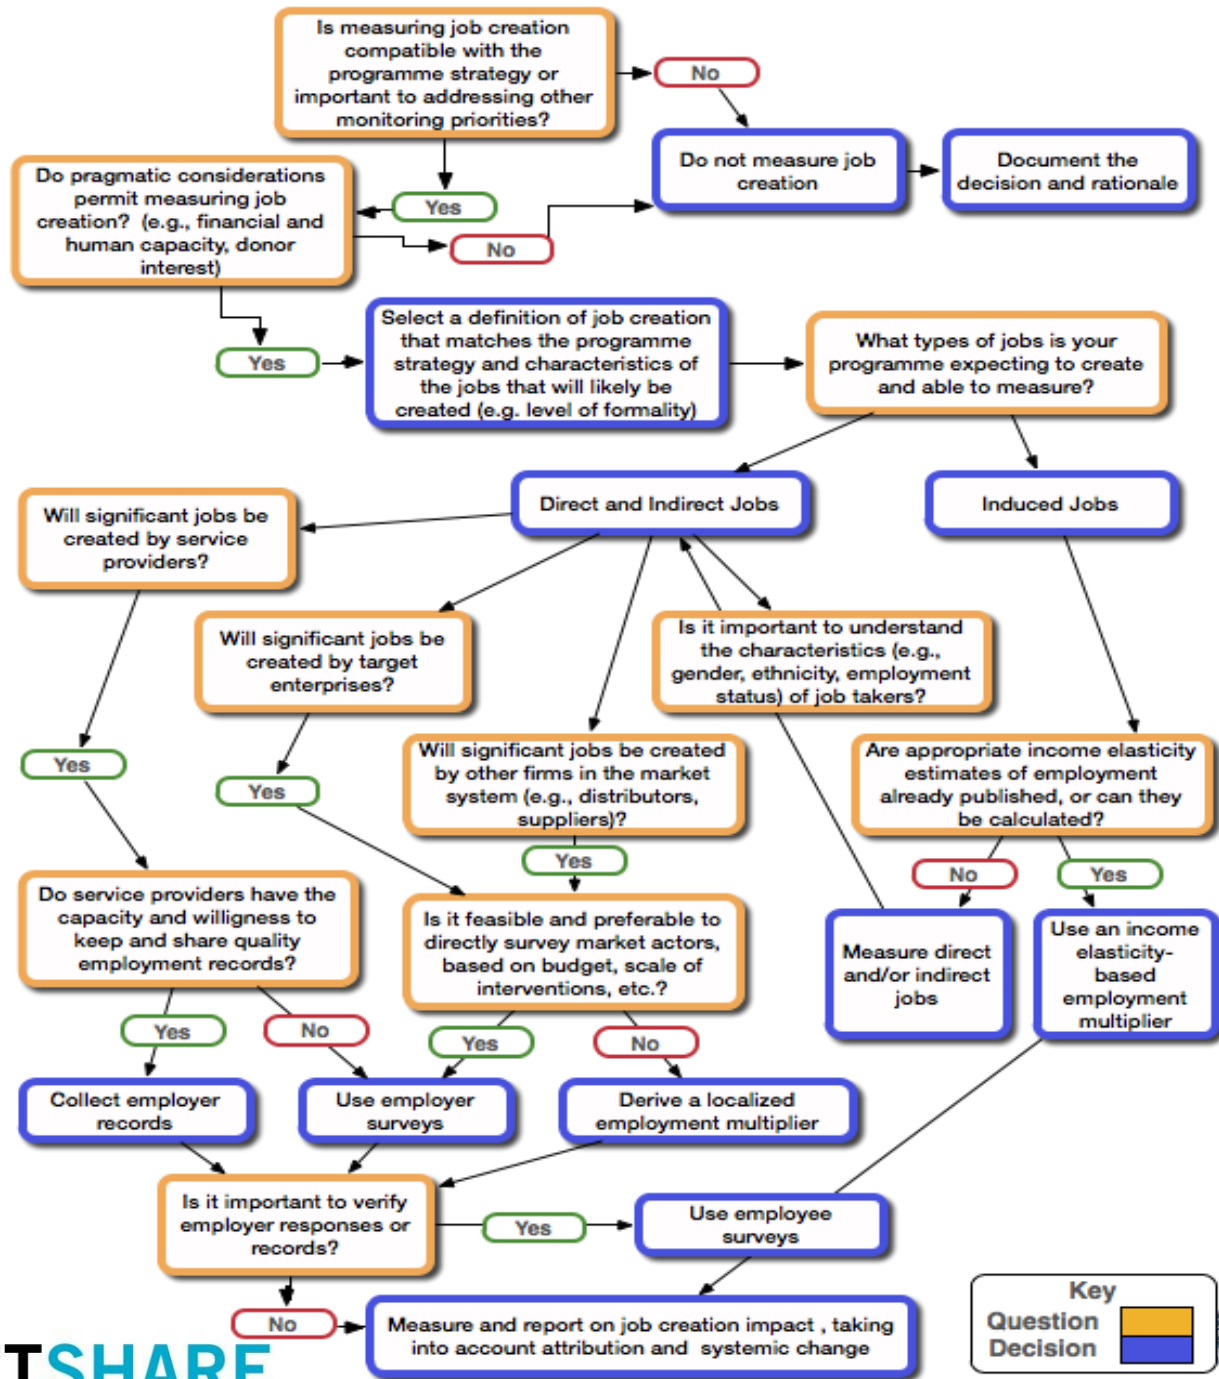 Is measuring job creation
compatible with the
programme strategy or
important to addressing other
monitoring priorities?
No
Do not measure job
creation
Document the
decision and rationale
Do pragmatic considerations
permit measuring job
creation? (e.g., financial and
human capacity, donor
interest)
Yes
No
Yes
Select a definition of job creation
that matches the programme
strategy and characteristics of
the jobs that will likely be
created (e.g. level of formality)
What types of jobs is your
programme expecting to create
and able to measure?
Direct and Indirect Jobs
Induced Jobs
Will significant jobs be
created by service
providers?
Will significant jobs be
created by target
enterprises?
Is it important to understand
the characteristics (e.g.,
gender, ethnicity, employment
status) of job takers?
Yes
Yes
Will significant jobs be created
by other firms in the market
system (e.g., distributors,
suppliers)?
Are appropriate income elasticity
estimates of employment
already published, or can they
be calculated?
Yes
No
Yes
Do service providers have the
capacity and willigness to
keep and share quality
employment records?
Is it feasible and preferable to
directly survey market actors,
based on budget, scale of
interventions, etc.?
Measure direct
and/or indirect
jobs
Use an income
elasticity-
based
employment
multiplier
Yes
No
Yes
No
Collect employer
records
Use employer
surveys
Derive a localized
employment multiplier
Is it important to verify
employer responses or
records?
Yes
Use employee
surveys
No
Measure and report on job creation impact , taking
into account attribution and systemic change
Key
Question
Decision
TSHARE